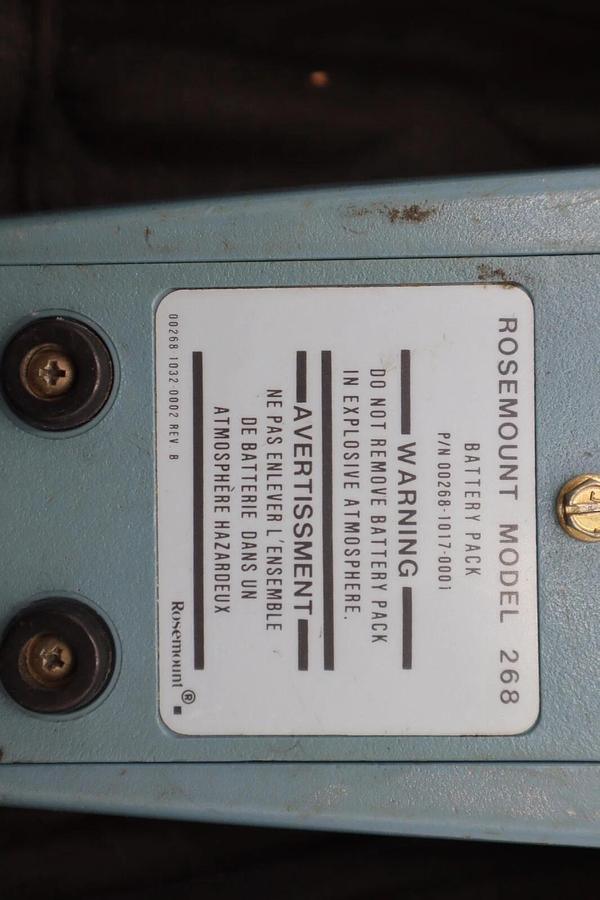 ROSEMOUNT MODEL 268
BATTERY PACK
P/N 00268-1017-0001
WARNING
DO NOT REMOVE BATTERY PACK
IN EXPLOSIVE ATMOSPHERE.
AVERTISSMENT
NE PAS ENLEVER L'ENSEMBLE
DE BATTERIE DANS UN
ATMOSPHÈRE HAZARDEUX
00268 1032-0002 REV B
Rosemount®